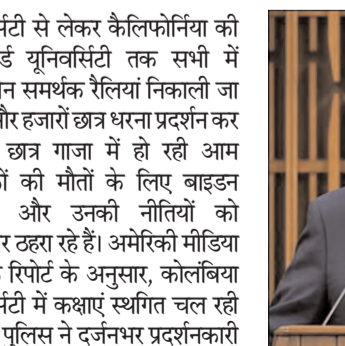 से लेकर कैलिफोर्निया की
यूनिवर्सिटी तक सभी में
समर्थक रैलियां निकाली जा
और हजारों छात्र धरना प्रदर्शन कर
छात्र गाजा में हो रही आम
की मौतों के लिए बाइडन
और उनकी नीतियों को
ठहरा रहे हैं। अमेरिकी मीडिया
रिपोर्ट के अनुसार, कोलंबिया
में कक्षाएं स्थगित चल रही
पुलिस ने दर्जनभर प्रदर्शनकारी